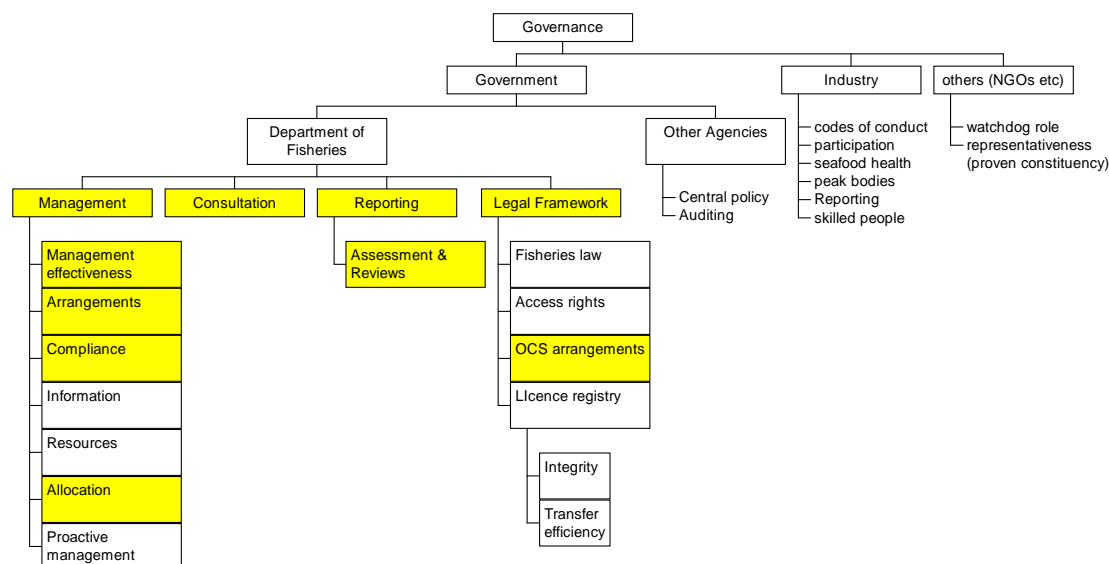 Governance
Government
Industry
others (NGOs etc)
Department of
Fisheries
Other Agencies
codes of conduct
participation
seafood health
peak bodies
Reporting
skilled people
watchdog role
representativeness
(proven constituency)
Central policy
Auditing
Management
Consultation
Reporting
Legal Framework
Management
effectiveness
Arrangements
Compliance
Information
Resources
Allocation
Proactive
management
Assessment &
Reviews
Fisheries law
Access rights
OCS arrangements
LIcence registry
Integrity
Transfer
efficiency